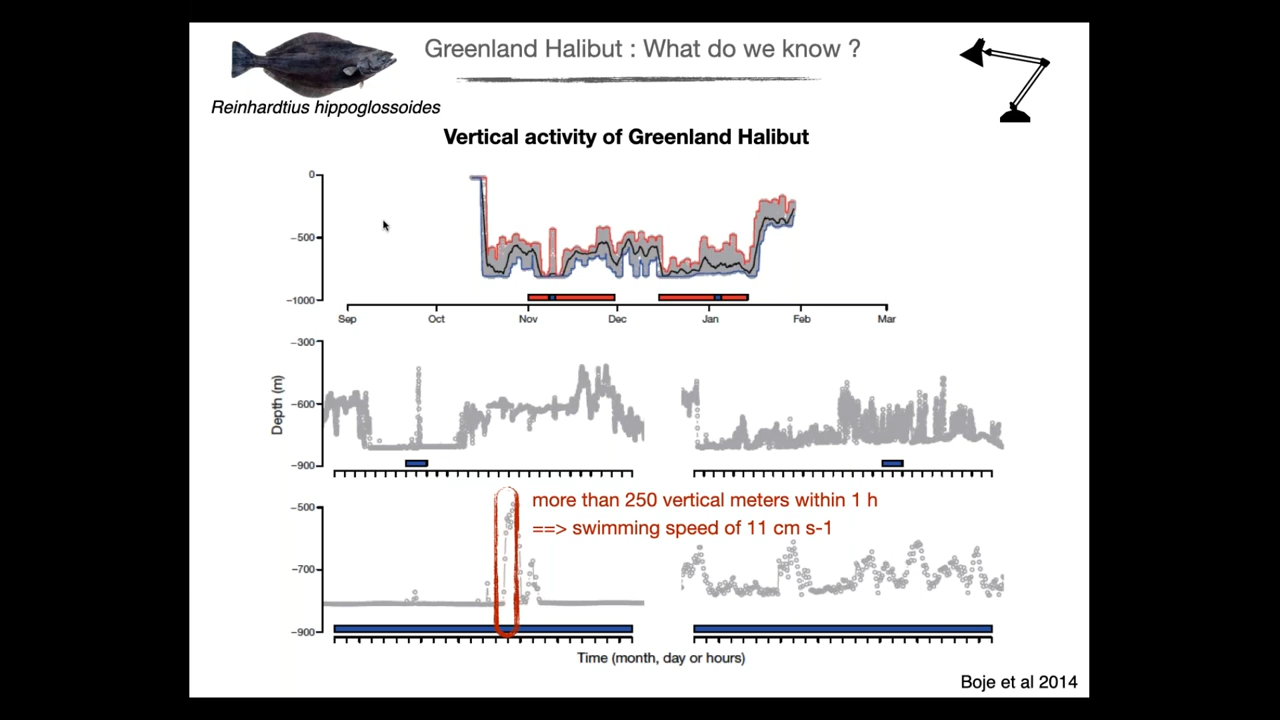 Greenland Halibut : What do we know ?
Reinhardtius hippoglossoides
Vertical activity of Greenland Halibut
0
−500
−1000
Sep Oct Nov Dec Jan Feb Mar
−300
−600
−900
Depth (m)
more than 250 vertical meters within 1 h
==> swimming speed of 11 cm s-1
−500
−700
−900
Time (month, day or hours)
Boje et al 2014